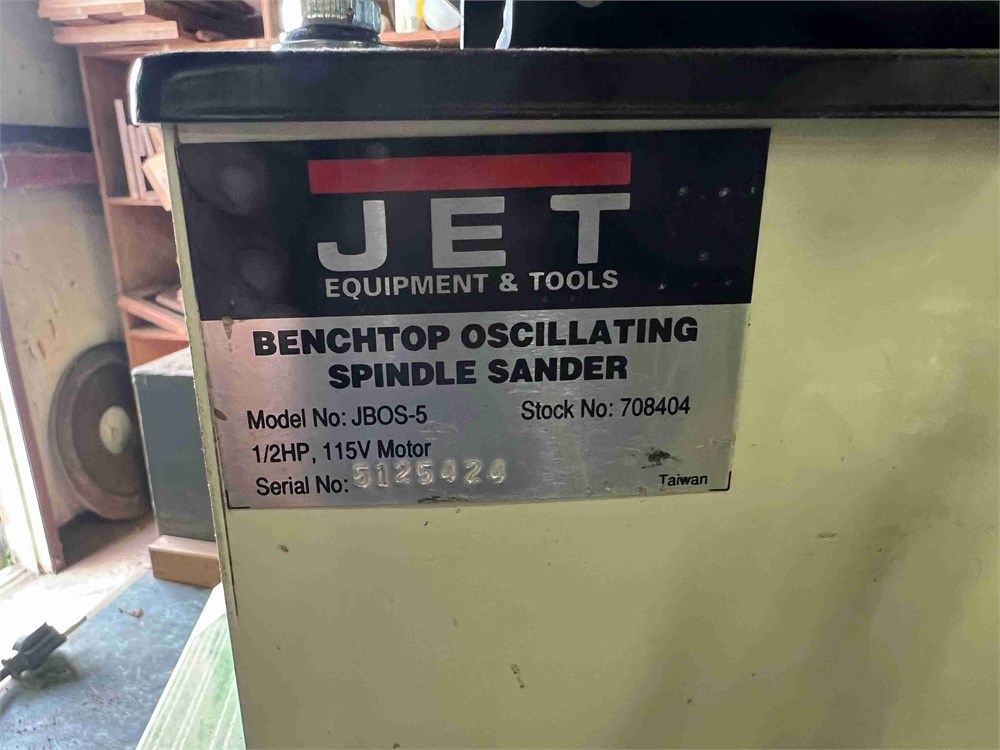 JET
EQUIPMENT & TOOLS
BENCHTOP OSCILLATING
SPINDLE SANDER
Model No: JBOS-5
Stock No: 708404
1/2HP, 115V Motor
Serial No: 5125424
Taiwan